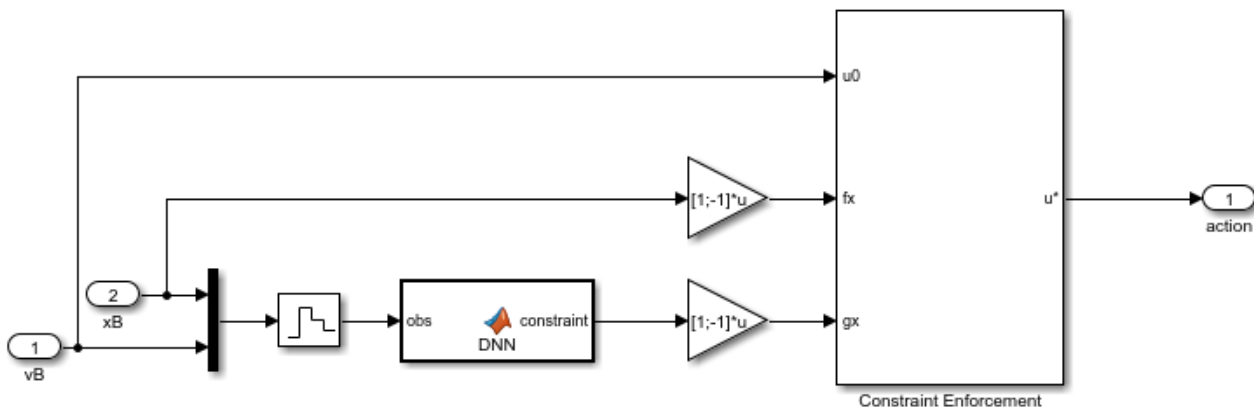 u0
[1;-1]*u
fx
u*
1
action
2
xB
obs
constraint
DNN
[1;-1]*u
gx
1
vB
Constraint Enforcement